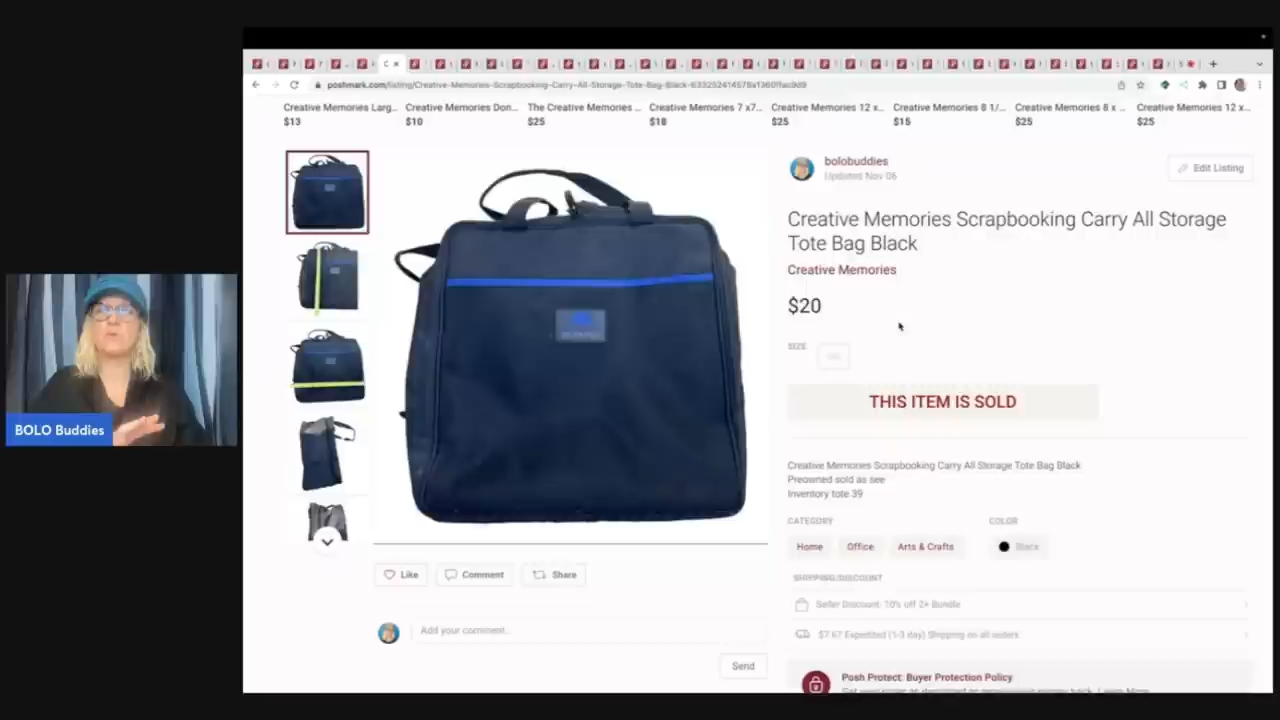 poshmark.com/listing/Creative-Memories-Scrapbooking-Carry-All-Storage-Tote-Bag-Black-633252414578a1360ffac9d9
Creative Memories Larg... Creative Memories Don... The Creative Memories ... Creative Memories 7 x7... Creative Memories 12 x... Creative Memories 8 1/... Creative Memories 8 x ... Creative Memories 12 x...
$13 $10 $25 $18 $25 $15 $25 $25
bolobuddies
Updated Nov 06
Edit Listing
Creative Memories Scrapbooking Carry All Storage
Tote Bag Black
Creative Memories
$20
SIZE
THIS ITEM IS SOLD
Creative Memories Scrapbooking Carry All Storage Tote Bag Black
Preowned sold as see
Inventory tote 39
CATEGORY COLOR
Home Office Arts & Crafts Black
SHIPPING/DISCOUNT
Seller Discount: 10% off 2+ Bundle
$7.67 Expedited (1-3 day) Shipping on all orders
Posh Protect: Buyer Protection Policy
Like Comment Share
Add your comment...
Send
BOLO Buddies